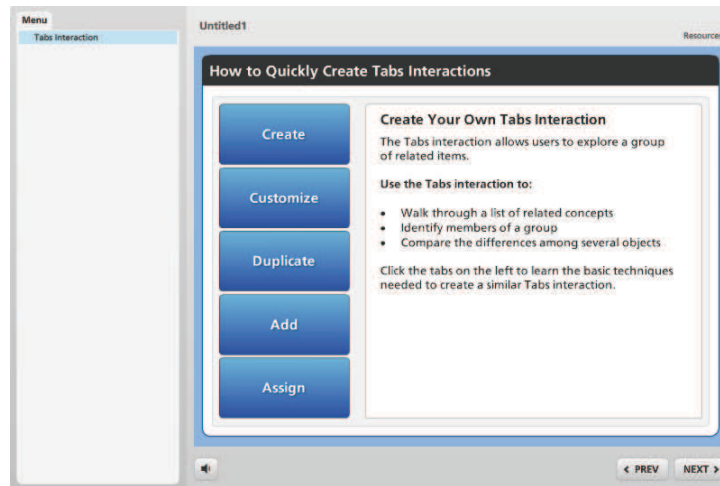 Menu
Tabs Interaction
Untitled1
Resources
How to Quickly Create Tabs Interactions
Create
Customize
Duplicate
Add
Assign
Create Your Own Tabs Interaction
The Tabs interaction allows users to explore a group
of related items.
Use the Tabs interaction to:
• Walk through a list of related concepts
• Identify members of a group
• Compare the differences among several objects
Click the tabs on the left to learn the basic techniques
needed to create a similar Tabs interaction.
< PREV
NEXT >